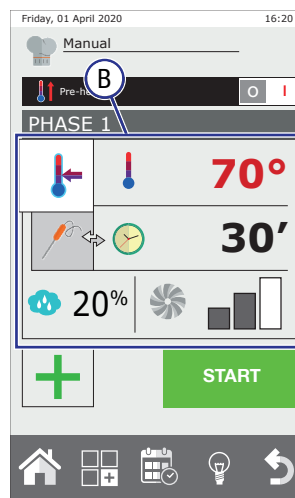 Friday, 01 April 2020 16:20
Manual
Pre-he O I
B
PHASE 1
70°
30′
20%
START